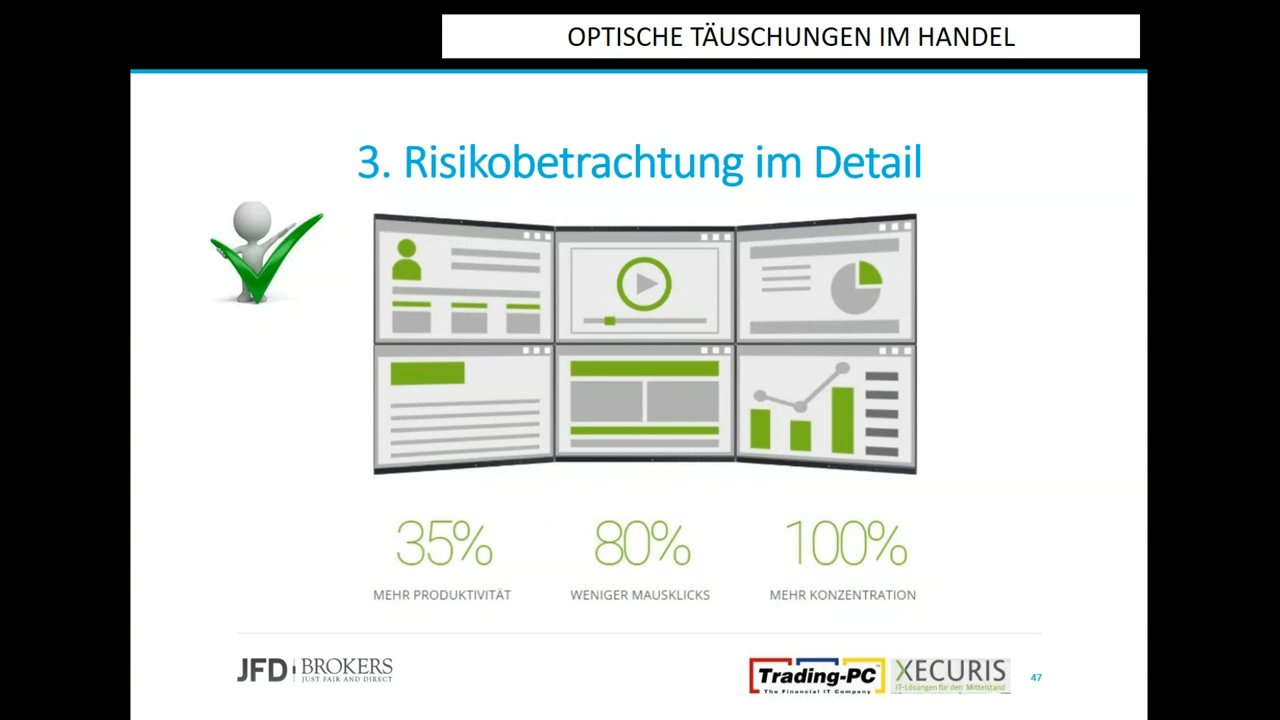 OPTISCHE TÄUSCHUNGEN IM HANDEL
3. Risikobetrachtung im Detail
35%
80%
100%
MEHR PRODUKTIVITÄT
WENIGER MAUSKLICKS
MEHR KONZENTRATION
JFD BROKERS
JUST FAIR AND DIRECT
Trading-PC
The Financial IT Company
XECURIS
IT-Lösungen für den Mittelstand
47